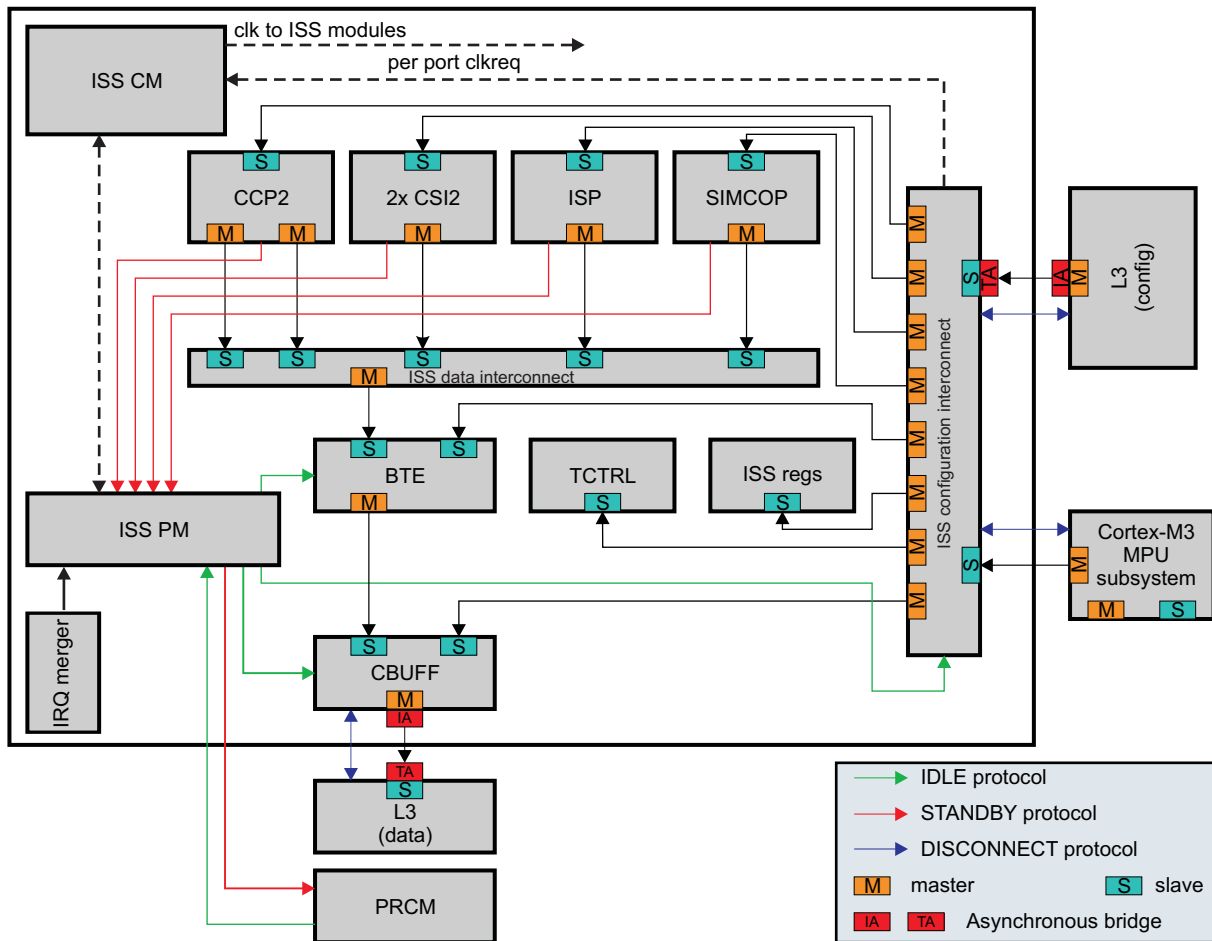 clk to ISS modules
per port clkreq
ISS CM
S S S S
CCP2 2x CSI2 ISP SIMCOP
M M M M M
S S S S S
M ISS data interconnect
S S
BTE
M
TCTRL
S
ISS regs
S
M
M
M
M
M
M
M
M
ISS configuration interconnect
S TA
IA M
L3
(config)
S
M
Cortex-M3
MPU
subsystem
M S
ISS PM
IRQ merger
S S
CBUFF
M
IA
TA
S
L3
(data)
PRCM
IDLE protocol
STANDBY protocol
DISCONNECT protocol
M master S slave
IA TA Asynchronous bridge